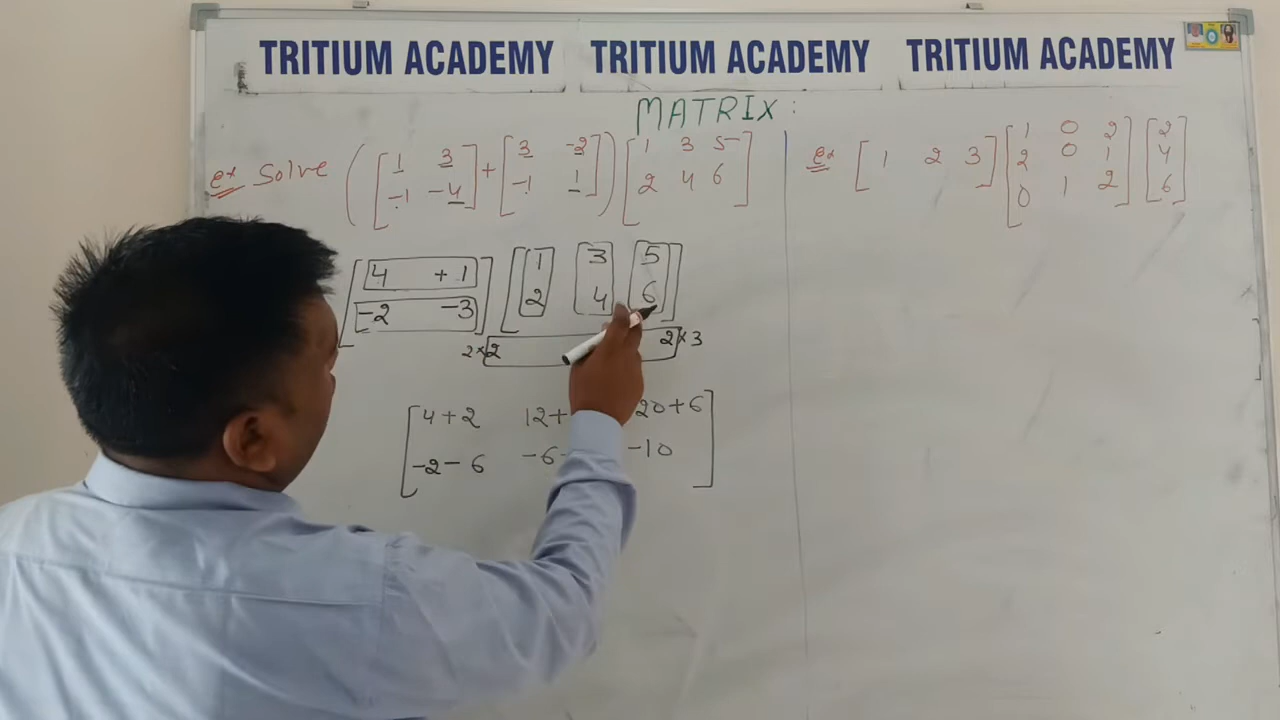 TRITIUM ACADEMY TRITIUM ACADEMY TRITIUM ACADEMY
MATRIX :
ex Solve ([1 3; -1 -4] + [3 -2; -1 1]) [1 3 5; 2 4 6]
[4 +1; -2 -3] [1 3 5; 2 4 6]
2×2 2×3
[4+2 12+ 20+6
-2-6 -6- -10]
ex [1 2 3] [1 0 2; 2 0 1; 0 1 2] [2; 4; 6]